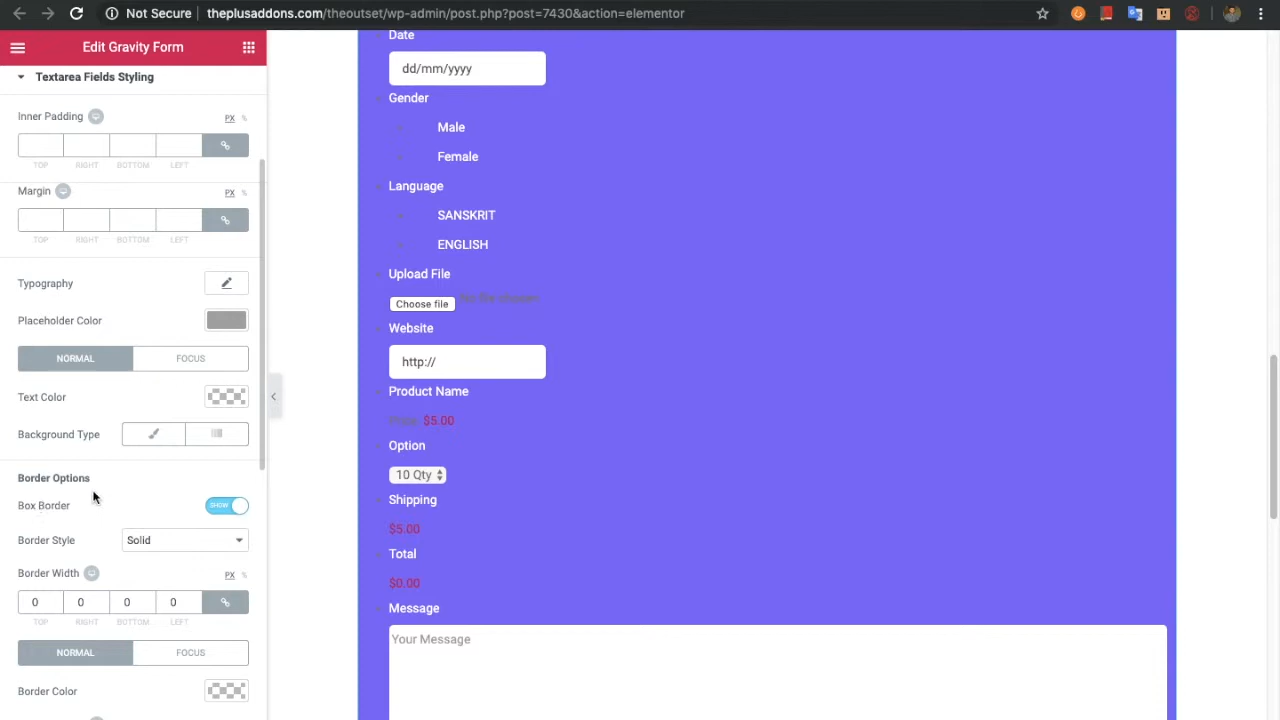 Not Secure theplusaddons.com/theoutset/wp-admin/post.php?post=7430&action=elementor
Edit Gravity Form
Textarea Fields Styling
Inner Padding
PX %
TOP RIGHT BOTTOM LEFT
Margin
PX %
TOP RIGHT BOTTOM LEFT
Typography
Placeholder Color
NORMAL FOCUS
Text Color
Background Type
Border Options
Box Border
SHOW
Border Style
Solid
Border Width
PX %
0 0 0 0
TOP RIGHT BOTTOM LEFT
NORMAL FOCUS
Border Color
Date
dd/mm/yyyy
Gender
Male
Female
Language
SANSKRIT
ENGLISH
Upload File
Choose file No file chosen
Website
http://
Product Name
Price: $5.00
Option
10 Qty
Shipping
$5.00
Total
$0.00
Message
Your Message